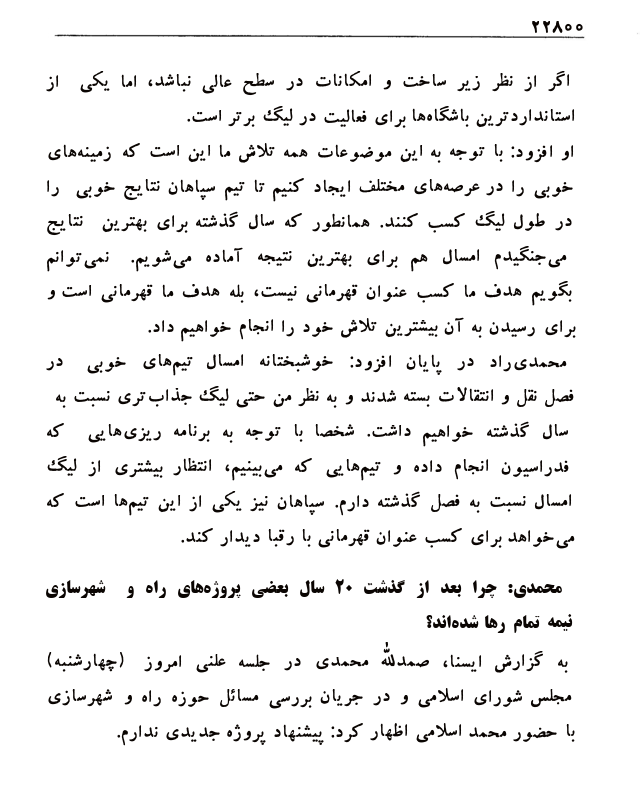 ۲۲۸۰۰
اگر از نظر زیر ساخت و امکانات در سطح عالی نباشد، اما یکی از
استانداردترین باشگاه‌ها برای فعالیت در لیگ برتر است.
او افزود: با توجه به این موضوعات همه تلاش ما این است که زمینه‌های
خوبی را در عرصه‌های مختلف ایجاد کنیم تا تیم سپاهان نتایج خوبی را
در طول لیگ کسب کنند. همانطور که سال گذشته برای بهترین نتایج
می‌جنگیدم امسال هم برای بهترین نتیجه آماده می‌شویم. نمی‌توانم
بگویم هدف ما کسب عنوان قهرمانی نیست، بله هدف ما قهرمانی است و
برای رسیدن به آن بیشترین تلاش خود را انجام خواهیم داد.
محمدی‌راد در پایان افزود: خوشبختانه امسال تیم‌های خوبی در
فصل نقل و انتقالات بسته شدند و به نظر من حتی لیگ جذاب‌تری نسبت به
سال گذشته خواهیم داشت. شخصا با توجه به برنامه ریزی‌هایی که
فدراسیون انجام داده و تیم‌هایی که می‌بینیم، انتظار بیشتری از لیگ
امسال نسبت به فصل گذشته دارم. سپاهان نیز یکی از این تیم‌ها است که
می‌خواهد برای کسب عنوان قهرمانی با رقبا دیدار کند.
محمدی: چرا بعد از گذشت ۲۰ سال بعضی پروژه‌های راه و شهرسازی
نیمه تمام رها شده‌اند؟
به گزارش ایسنا، صمدلله محمدی در جلسه علنی امروز (چهارشنبه)
مجلس شورای اسلامی و در جریان بررسی مسائل حوزه راه و شهرسازی
با حضور محمد اسلامی اظهار کرد: پیشنهاد پروژه جدیدی ندارم.